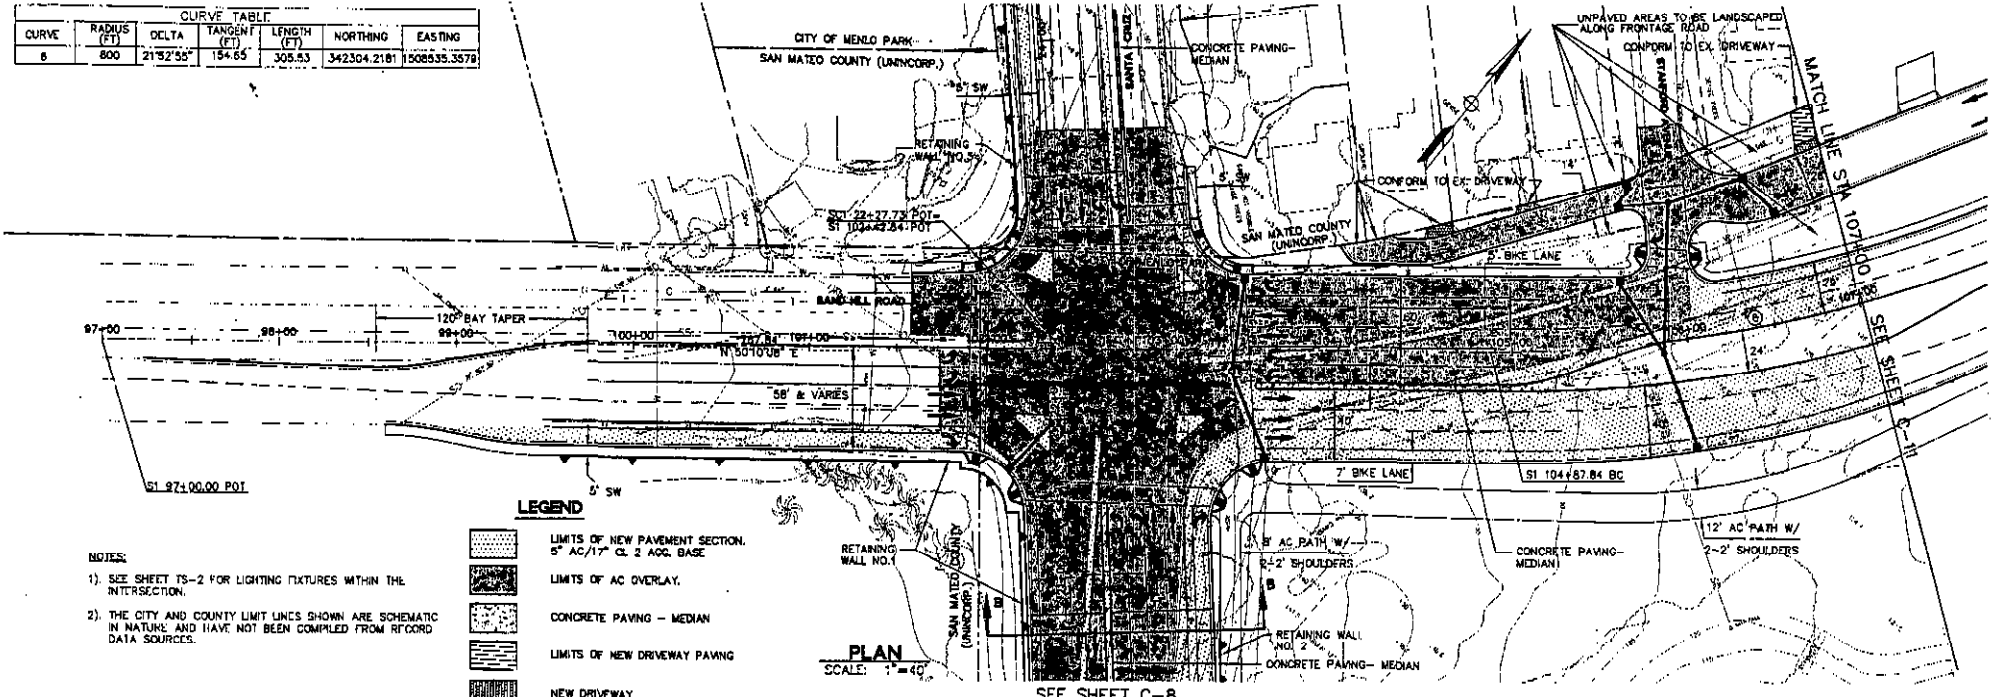 CURVE TABLE
CURVE RADIUS (FT) DELTA TANGENT (FT) LENGTH (FT) NORTHING EASTING
6 800 21°52'55" 154.65 305.53 342304.2181 1508535.3579
CITY OF MENLO PARK
SAN MATEO COUNTY (UNINCORP.)
5' SW
SANTA CRUZ
CONCRETE PAVING-
MEDIAN
UNPAVED AREAS TO BE LANDSCAPED
ALONG FRONTAGE ROAD
CONFORM TO EX. DRIVEWAY
MATCH LINE STA 107+00 SEE SHEET C-11
RETAINING
WALL NO.3
14'
CONFORM TO EX. DRIVEWAY
SC1 22+27.73 POT=
S1 102+42.84 POT
SAN MATEO COUNTY
(UNINCORP.)
5' BIKE LANE
SAND HILL ROAD
120' BAY TAPER
97+00
98+00
99+00
100+00
101+00
N 50°10'08" E
24'
58' & VARIES
S1 97+00.00 POT
5' SW
7' BIKE LANE
S1 104+87.84 BC
LEGEND
LIMITS OF NEW PAVEMENT SECTION.
5" AC/17" CL 2 AGG. BASE
LIMITS OF AC OVERLAY.
CONCRETE PAVING - MEDIAN
LIMITS OF NEW DRIVEWAY PAVING
NEW DRIVEWAY
NOTES:
1). SEE SHEET TS-2 FOR LIGHTING FIXTURES WITHIN THE
INTERSECTION.
2). THE CITY AND COUNTY LIMIT LINES SHOWN ARE SCHEMATIC
IN NATURE AND HAVE NOT BEEN COMPILED FROM RECORD
DATA SOURCES.
RETAINING
WALL NO.1
SAN MATEO COUNTY
(UNINCORP.)
B
B
8' AC PATH W/
2-2' SHOULDERS
CONCRETE PAVING-
MEDIAN
12' AC PATH W/
2-2' SHOULDERS
RETAINING WALL
NO. 2
CONCRETE PAVING- MEDIAN
PLAN
SCALE: 1"=40'
SEE SHEET C-8